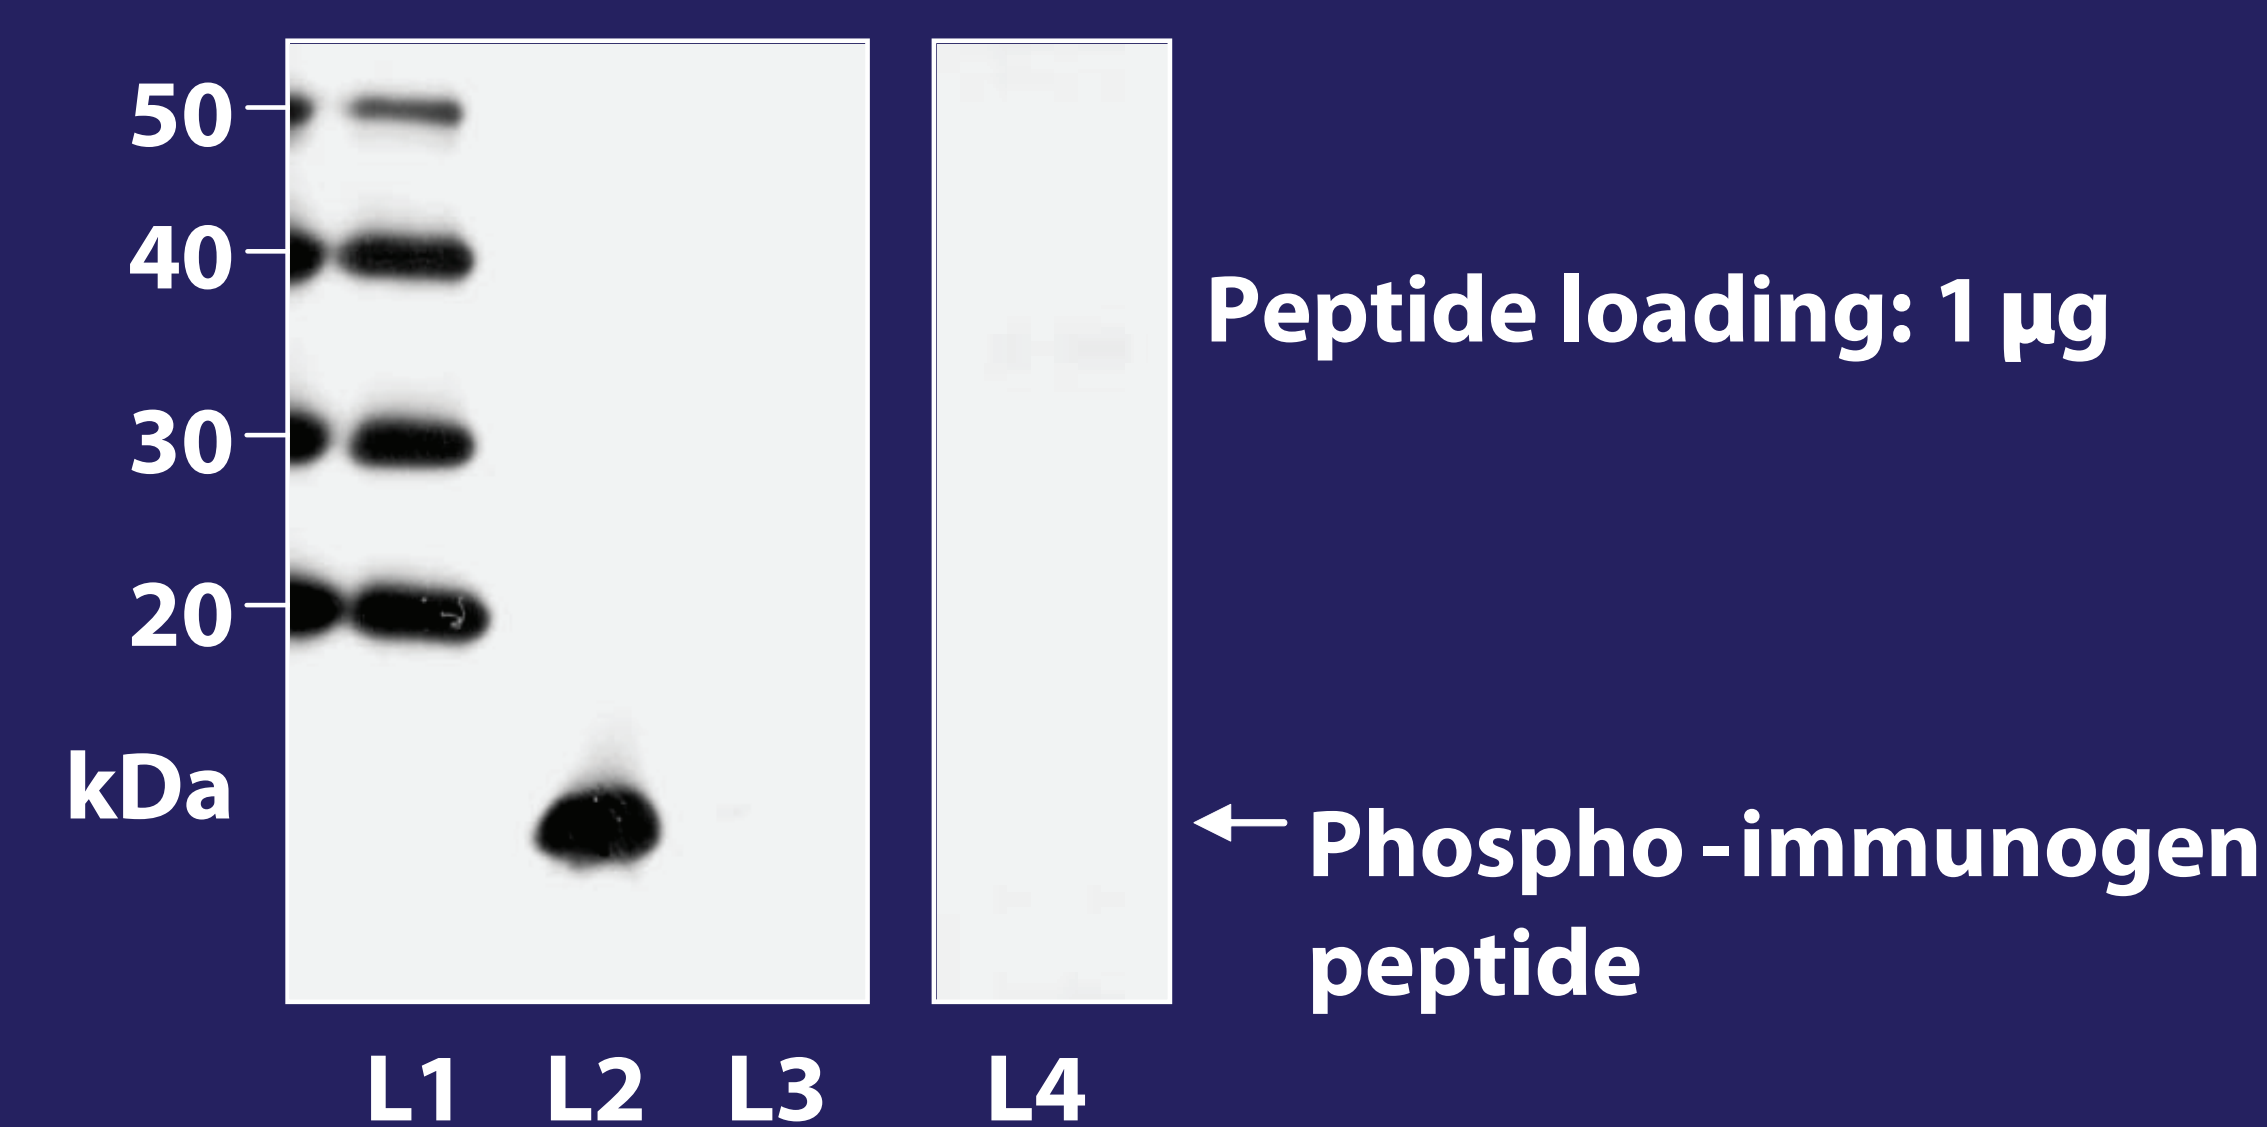 50
40
Peptide loading: 1 µg
30
20
kDa
Phospho-immunogen
peptide
L1 L2 L3 L4